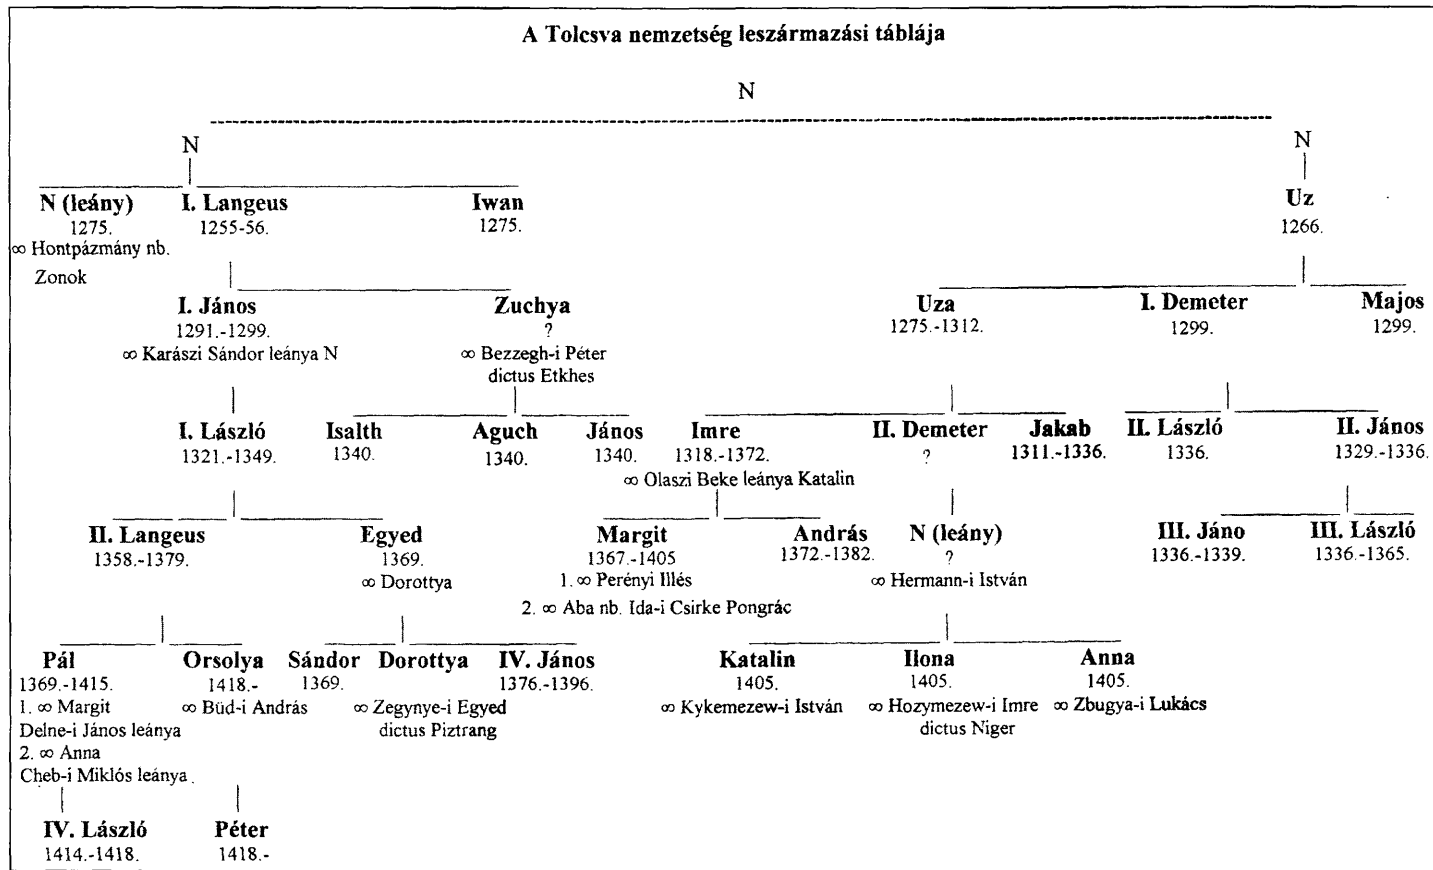 A Tolcsva nemzetség leszármazási táblája
N
N N
N (leány) I. Langeus Iwan Uz
1275. 1255-56. 1275. 1266.
∞ Hontpázmány nb.
Zonok
I. János Zuchya Uza I. Demeter Majos
1291.-1299. ? 1275.-1312. 1299. 1299.
∞ Karászi Sándor leánya N ∞ Bezzegh-i Péter
dictus Etkhes
I. László Isalth Aguch János Imre II. Demeter Jakab II. László II. János
1321.-1349. 1340. 1340. 1340. 1318.-1372. ? 1311.-1336. 1336. 1329.-1336.
∞ Olaszi Beke leánya Katalin
II. Langeus Egyed Margit András N (leány) III. Jáno III. László
1358.-1379. 1369. 1367.-1405 1372.-1382. ? 1336.-1339. 1336.-1365.
∞ Dorottya 1. ∞ Perényi Illés ∞ Hermann-i István
2. ∞ Aba nb. Ida-i Csirke Pongrác
Pál Orsolya Sándor Dorottya IV. János Katalin Ilona Anna
1369.-1415. 1418.- 1369. 1376.-1396. 1405. 1405. 1405.
1. ∞ Margit ∞ Büd-i András ∞ Zegynye-i Egyed ∞ Kykemezew-i István ∞ Hozymezew-i Imre ∞ Zbugya-i Lukács
Delne-i János leánya dictus Piztrang dictus Niger
2. ∞ Anna
Cheb-i Miklós leánya
IV. László Péter
1414.-1418. 1418.-